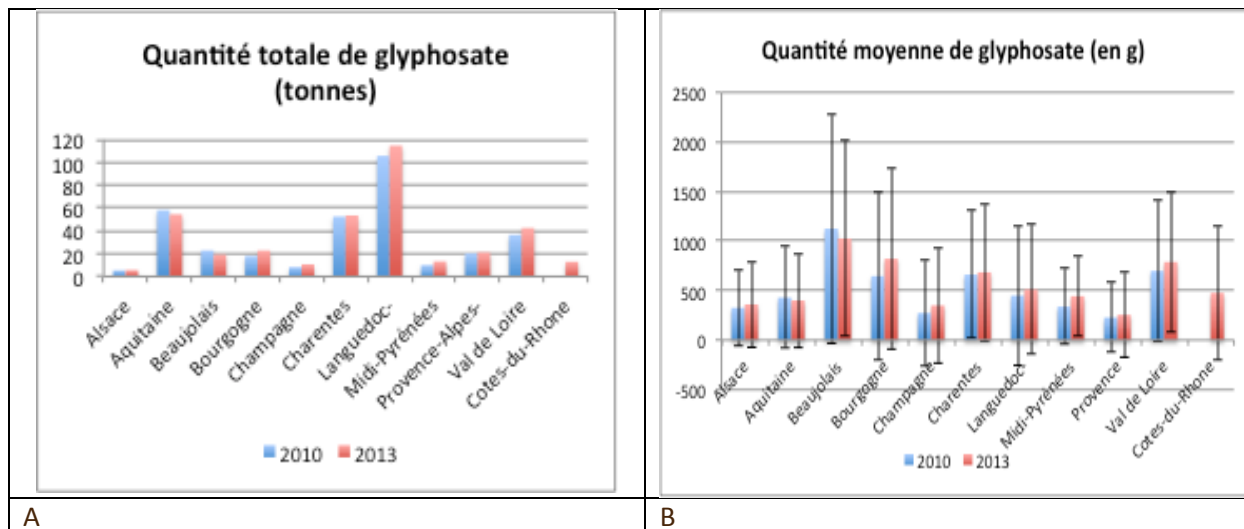 Quantité totale de glyphosate
(tonnes)
120
100
80
60
40
20
0
Alsace
Aquitaine
Beaujolais
Bourgogne
Champagne
Charentes
Languedoc-
Midi-Pyrénées
Provence-Alpes-
Val de Loire
Cotes-du-Rhone
2010
2013
A
Quantité moyenne de glyphosate (en g)
2500
2000
1500
1000
500
0
-500
Alsace
Aquitaine
Beaujolais
Bourgogne
Champagne
Charentes
Languedoc
Midi-Pyrénées
Provence
Val de Loire
Cotes-du-Rhone
2010
2013
B